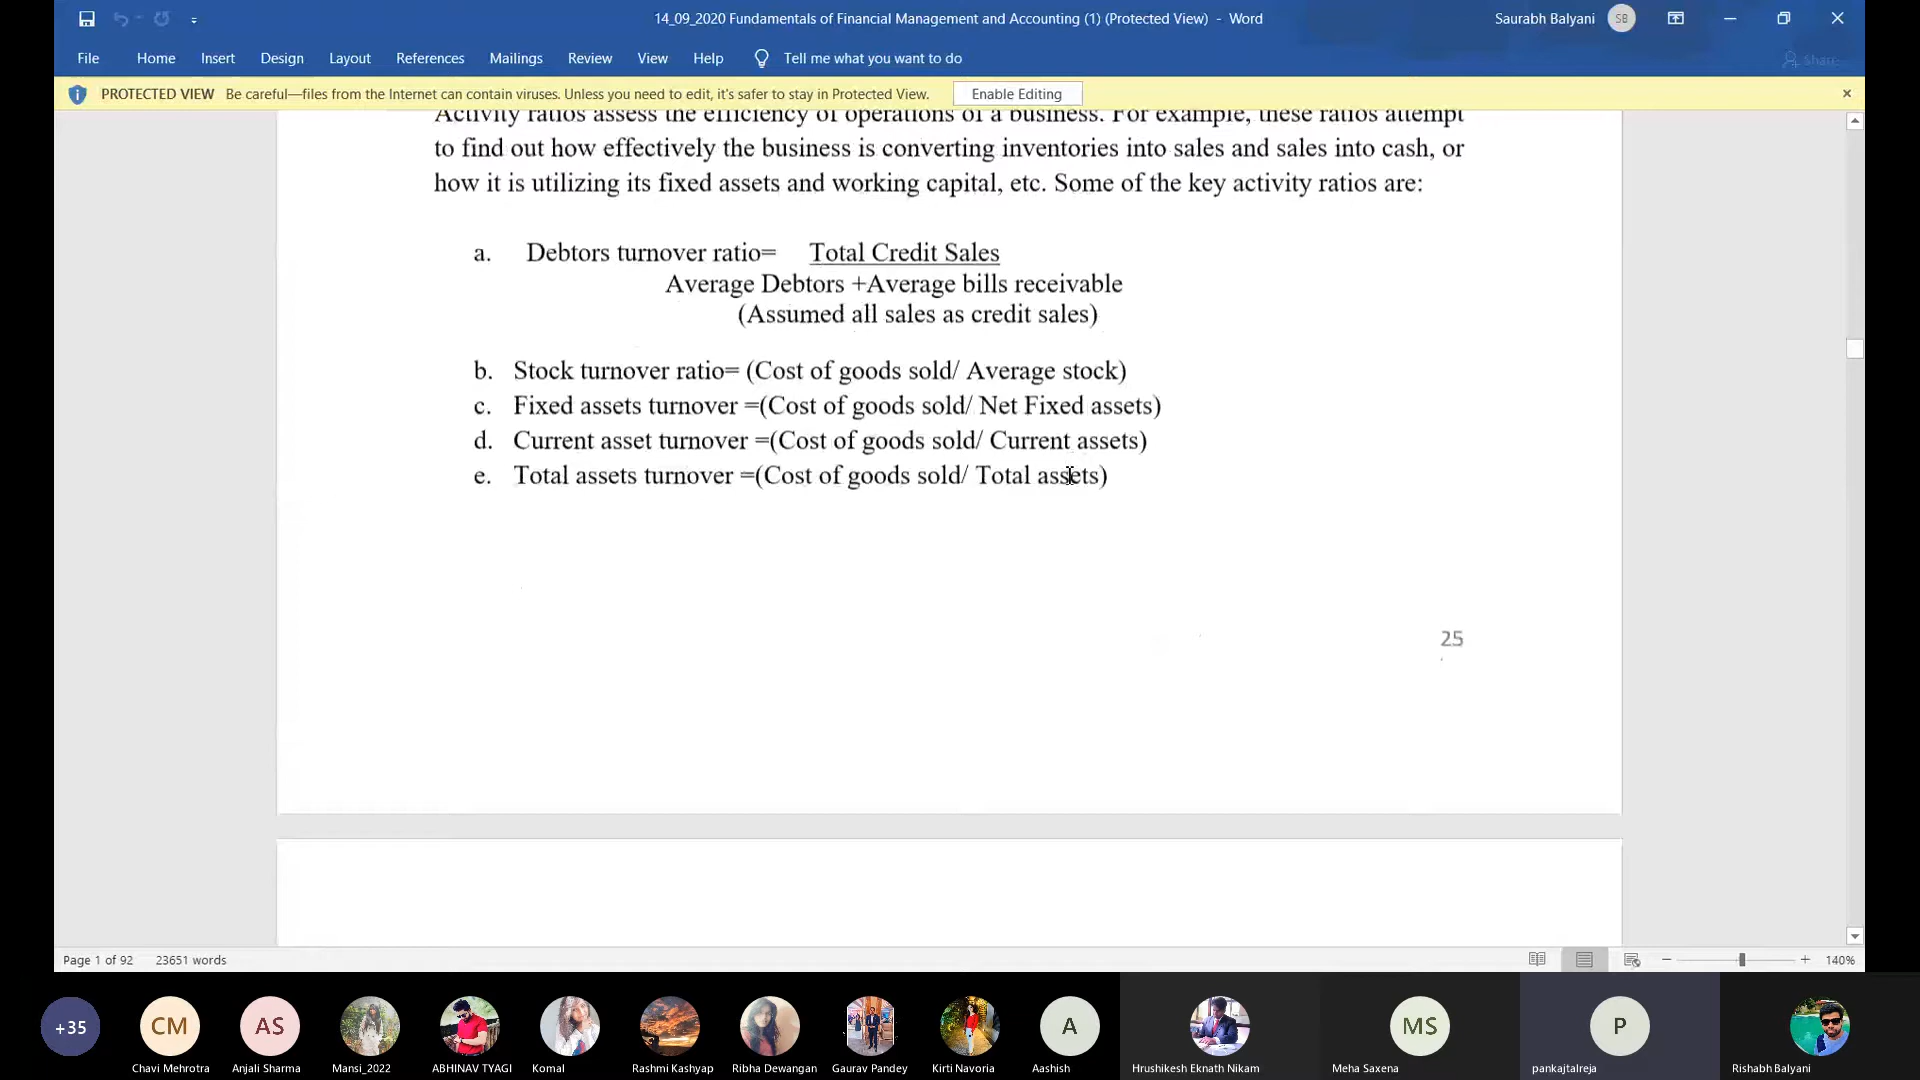 14_09_2020 Fundamentals of Financial Management and Accounting (1) (Protected View) - Word
Saurabh Balyani SB
File Home Insert Design Layout References Mailings Review View Help Tell me what you want to do Share
PROTECTED VIEW Be careful—files from the Internet can contain viruses. Unless you need to edit, it's safer to stay in Protected View. Enable Editing
Activity ratios assess the efficiency of operations of a business. For example, these ratios attempt
to find out how effectively the business is converting inventories into sales and sales into cash, or
how it is utilizing its fixed assets and working capital, etc. Some of the key activity ratios are:
a. Debtors turnover ratio= Total Credit Sales
Average Debtors +Average bills receivable
(Assumed all sales as credit sales)
b. Stock turnover ratio= (Cost of goods sold/ Average stock)
c. Fixed assets turnover =(Cost of goods sold/ Net Fixed assets)
d. Current asset turnover =(Cost of goods sold/ Current assets)
e. Total assets turnover =(Cost of goods sold/ Total assets)
25
Page 1 of 92 23651 words 140%
+35 CM AS A MS P
Chavi Mehrotra Anjali Sharma Mansi_2022 ABHINAV TYAGI Komal Rashmi Kashyap Ribha Dewangan Gaurav Pandey Kirti Navoria Aashish Hrushikesh Eknath Nikam Meha Saxena pankajtalreja Rishabh Balyani